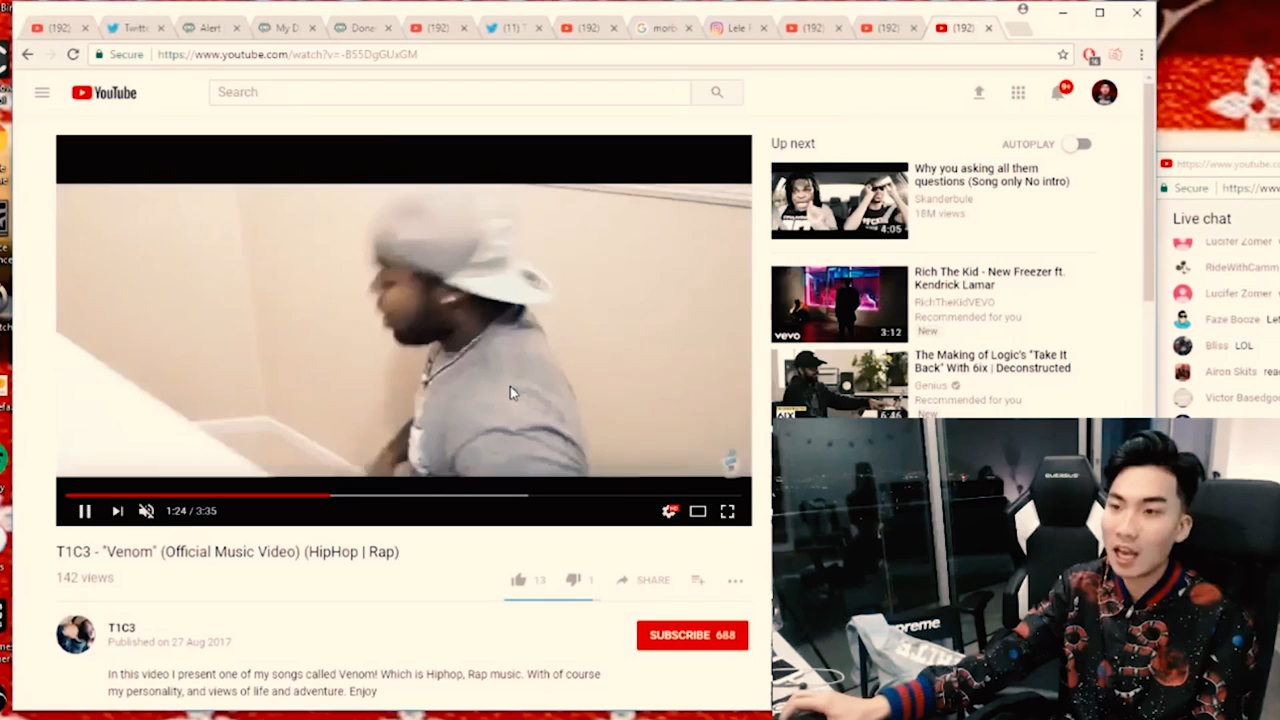 (192)
Twitt
Alert
My D
Done
(192)
(11) T
(192)
morb
Lele
(192)
(192)
(192)
Secure https://www.youtube.com/watch?v=-B55DgGUxGM
YouTube
Search
9+
Up next
AUTOPLAY
Why you asking all them
questions (Song only No intro)
Skanderbule
18M views
4:05
Rich The Kid - New Freezer ft.
Kendrick Lamar
RichTheKidVEVO
Recommended for you
New
vevo
3:12
The Making of Logic's "Take It
Back" With 6ix | Deconstructed
Genius
Recommended for you
New
6:46
1:24 / 3:35
T1C3 - "Venom" (Official Music Video) (HipHop | Rap)
142 views
13
1
SHARE
T1C3
Published on 27 Aug 2017
SUBSCRIBE 688
In this video I present one of my songs called Venom! Which is Hiphop, Rap music. With of course
my personality, and views of life and adventure. Enjoy
https://www.youtube.co
Secure https://www
Live chat
Lucifer Zomer
RideWithCamm
Lucifer Zomer
Faze Booze Let
Bliss LOL
Airon Skits rea
Victor Basedgo
preme